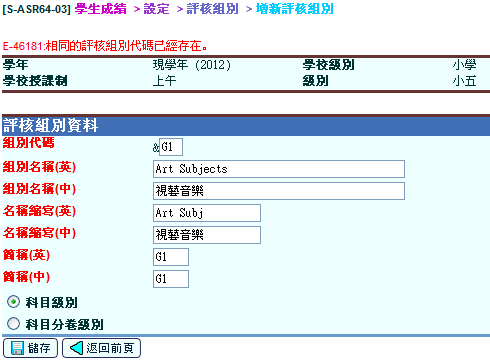 [S-ASR64-03] 學生成績 > 設定 > 評核組別 > 增新評核組別
E-46181:相同的評核組別代碼已經存在。
學年 現學年 (2012) 學校級別 小學
學校授課制 上午 級別 小五
評核組別資料
組別代碼 &G1
組別名稱(英) Art Subjects
組別名稱(中) 視藝音樂
名稱縮寫(英) Art Subj
名稱縮寫(中) 視藝音樂
簡稱(英) G1
簡稱(中) G1
科目級別
科目分卷級別
儲存 返回前頁